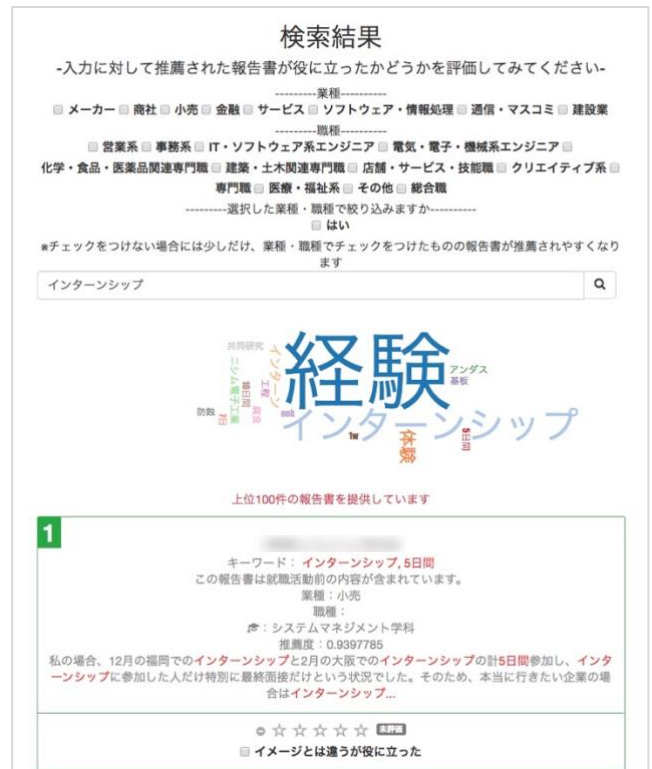 検索結果
-入力に対して推薦された報告書が役に立ったかどうかを評価してみてください-
---------業種----------
メーカー 商社 小売 金融 サービス ソフトウェア・情報処理 通信・マスコミ 建設業
---------職種----------
営業系 事務系 IT・ソフトウェア系エンジニア 電気・電子・機械系エンジニア
化学・食品・医薬品関連専門職 建築・土木関連専門職 店舗・サービス・技能職 クリエイティブ系
専門職 医療・福祉系 その他 総合職
---------選択した業種・職種で絞り込みますか----------
はい
※チェックをつけない場合には少しだけ、業種・職種でチェックをつけたものの報告書が推薦されやすくなり
ます
インターンシップ
共同研究
経験
インターン
ニシム電子工業
10日間
工程
アンダス
基板
防蝕
7日
インターンシップ
1w
体験
5日間
上位100件の報告書を提供しています
1
キーワード： インターンシップ, 5日間
この報告書は就職活動前の内容が含まれています。
業種：小売
職種：
：システムマネジメント学科
推薦度：0.9397785
私の場合、12月の福岡でのインターンシップと2月の大阪でのインターンシップの計5日間参加し、インタ
ーンシップに参加した人だけ特別に最終面接だけという状況でした。そのため、本当に行きたい企業の場
合はインターンシップ...
☆ ☆ ☆ ☆ ☆ 未評価
イメージとは違うが役に立った